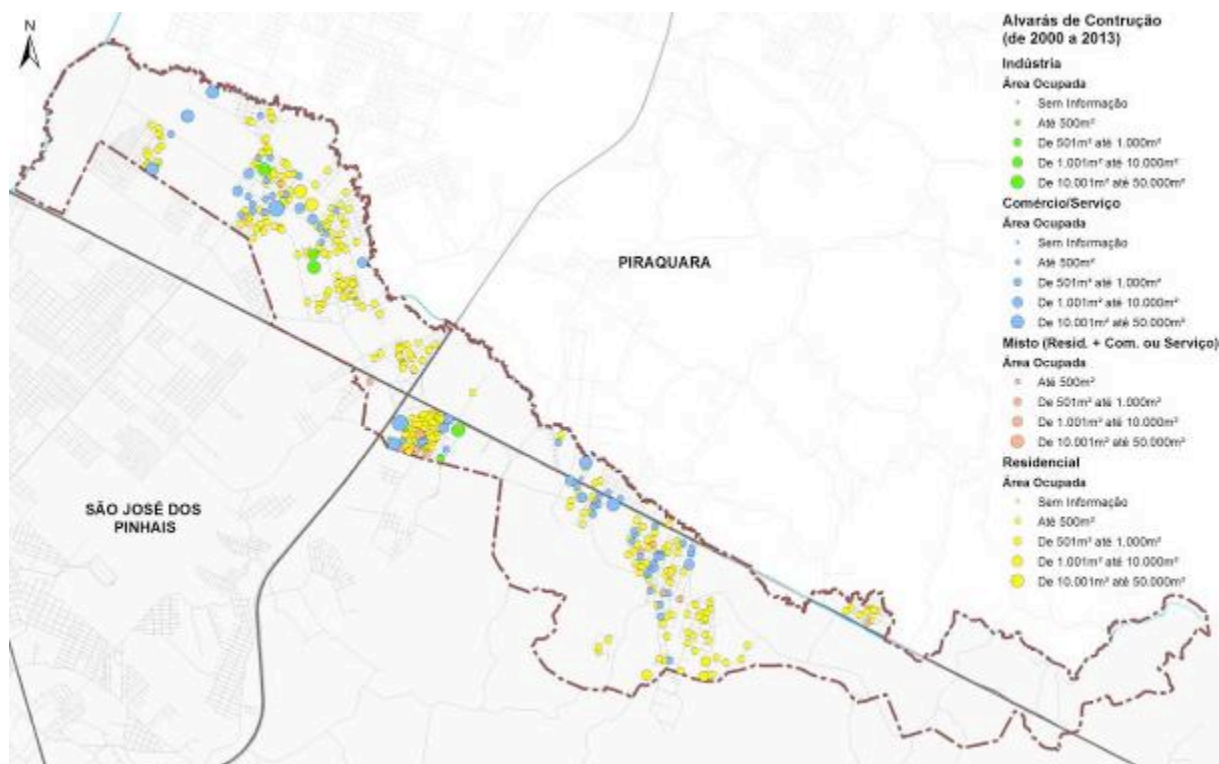 N
Alvarás de Contrução
(de 2000 a 2013)
Indústria
Área Ocupada
Sem Informação
Até 500m²
De 501m² até 1.000m²
De 1.001m² até 10.000m²
De 10.001m² até 50.000m²
Comércio/Serviço
Área Ocupada
Sem Informação
Até 500m²
De 501m² até 1.000m²
De 1.001m² até 10.000m²
De 10.001m² até 50.000m²
Misto (Resid. + Com. ou Serviço)
Área Ocupada
Até 500m²
De 501m² até 1.000m²
De 1.001m² até 10.000m²
De 10.001m² até 50.000m²
Residencial
Área Ocupada
Sem Informação
Até 500m²
De 501m² até 1.000m²
De 1.001m² até 10.000m²
De 10.001m² até 50.000m²
PIRAQUARA
SÃO JOSÉ DOS
PINHAIS